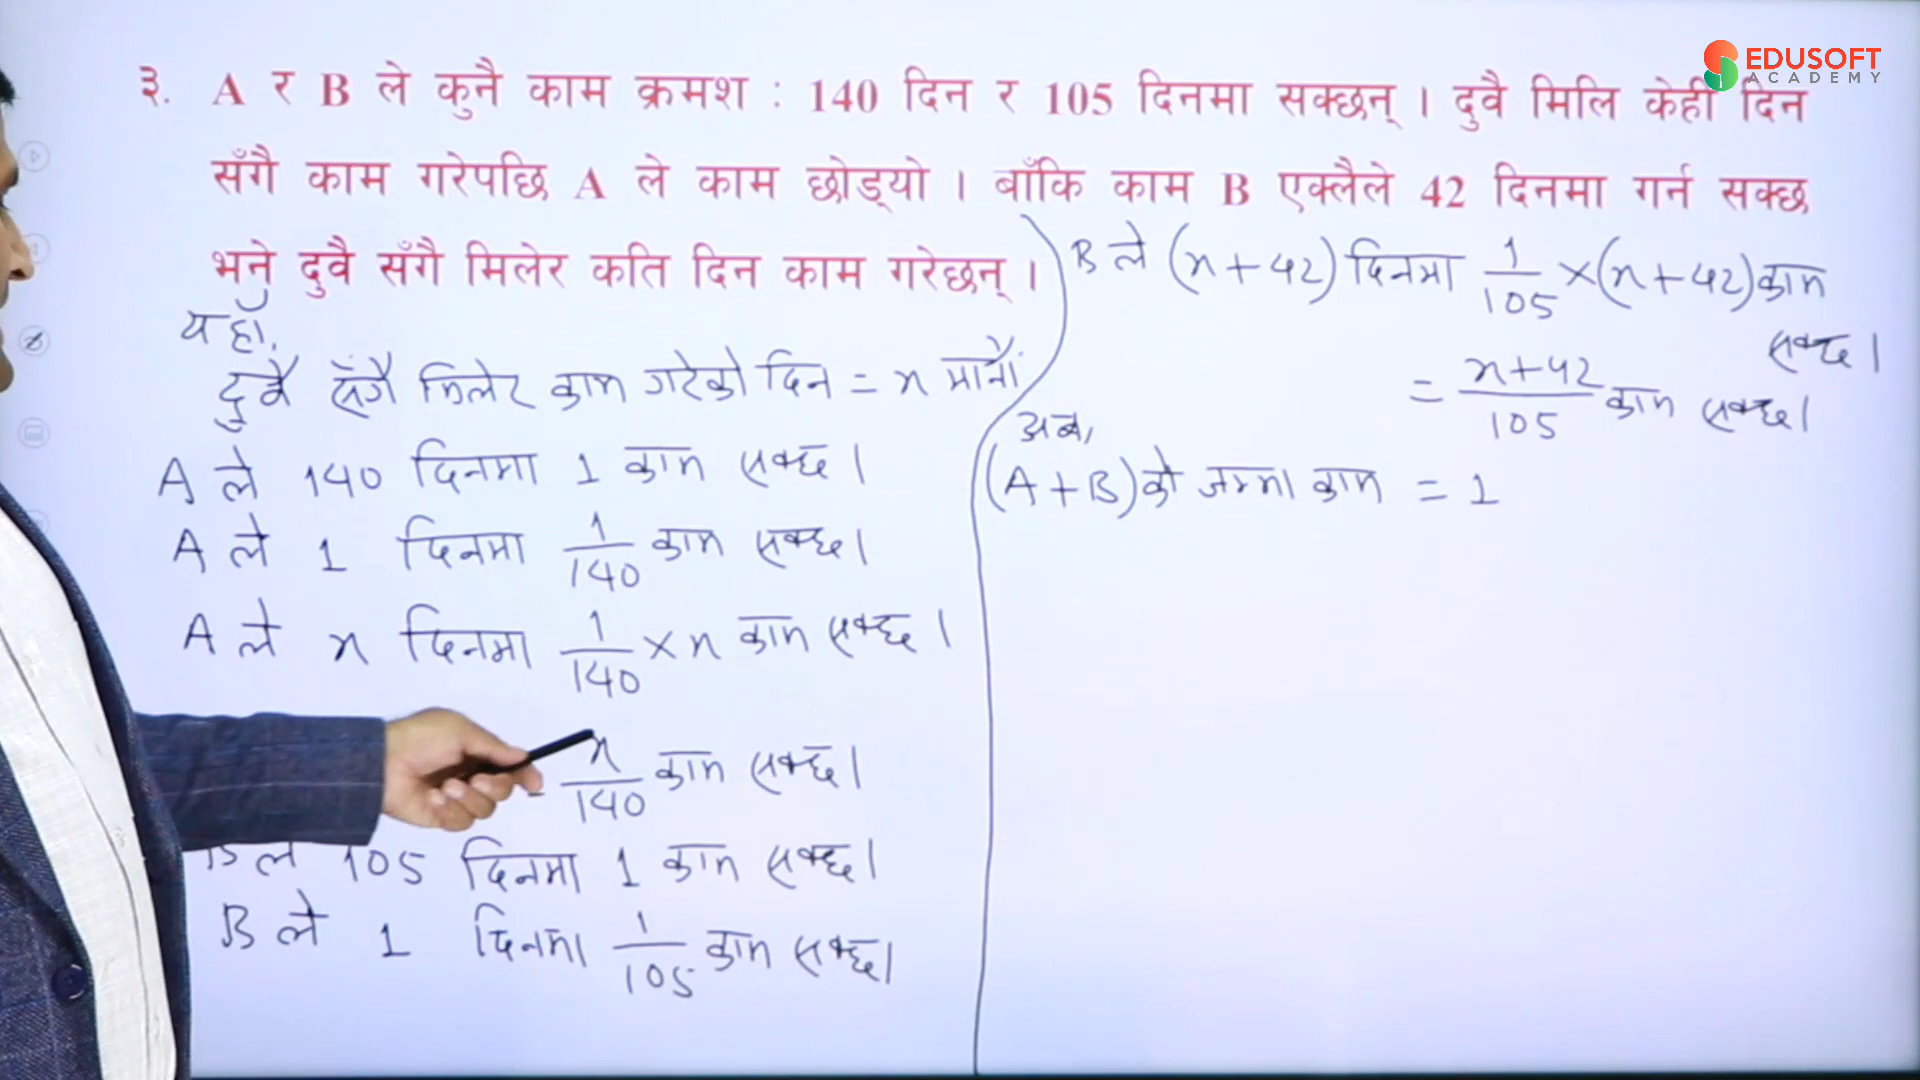 EDUSOFT
ACADEMY
३. A र B ले कुनै काम क्रमश : 140 दिन र 105 दिनमा सक्छन् । दुवै मिलि केही दिन
सँगै काम गरेपछि A ले काम छोड्यो । बाँकि काम B एक्लैले 42 दिनमा गर्न सक्छ
भने दुवै सँगै मिलेर कति दिन काम गरेछन् ।
यहाँ,
दुवै सँगै मिलेर काम गरेको दिन = x मानौं
A ले 140 दिनमा 1 काम सक्छ ।
A ले 1 दिनमा 1/140 काम सक्छ ।
A ले x दिनमा 1/140 × x काम सक्छ ।
= x/140 काम सक्छ ।
B ले 105 दिनमा 1 काम सक्छ ।
B ले 1 दिनमा 1/105 काम सक्छ ।
B ले (x+42) दिनमा 1/105 × (x+42) काम
सक्छ ।
= x+42/105 काम सक्छ ।
अब,
(A+B) को जम्मा काम = 1